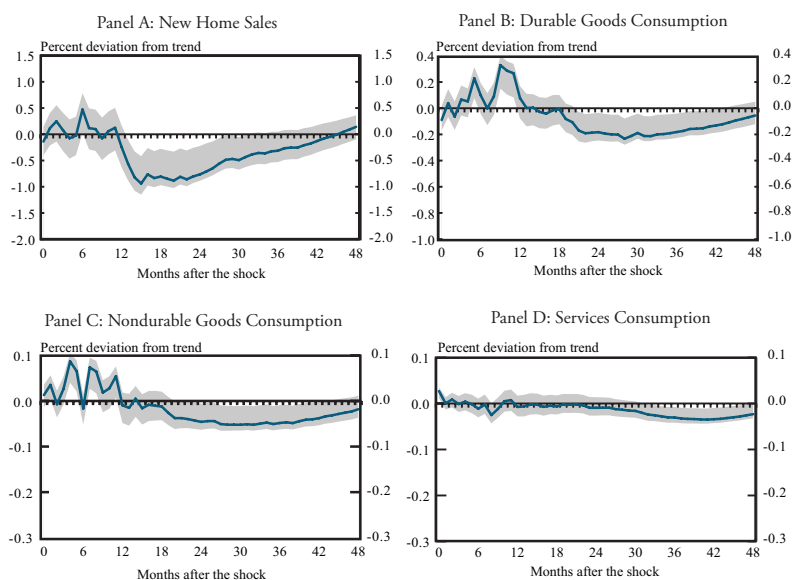 Panel A: New Home Sales
Percent deviation from trend
1.5 1.5
1.0 1.0
0.5 0.5
0.0 0.0
-0.5 -0.5
-1.0 -1.0
-1.5 -1.5
-2.0 -2.0
0 6 12 18 24 30 36 42 48
Months after the shock
Panel B: Durable Goods Consumption
Percent deviation from trend
0.4 0.4
0.2 0.2
0.0 0.0
-0.2 -0.2
-0.4 -0.4
-0.6 -0.6
-0.8 -0.8
-1.0 -1.0
0 6 12 18 24 30 36 42 48
Months after the shock
Panel C: Nondurable Goods Consumption
Percent deviation from trend
0.1 0.1
0.0 0.0
-0.1 -0.1
-0.2 -0.2
-0.3 -0.3
0 6 12 18 24 30 36 42 48
Months after the shock
Panel D: Services Consumption
Percent deviation from trend
0.1 0.1
0.0 0.0
-0.1 -0.1
-0.2 -0.2
-0.3 -0.3
0 6 12 18 24 30 36 42 48
Months after the shock